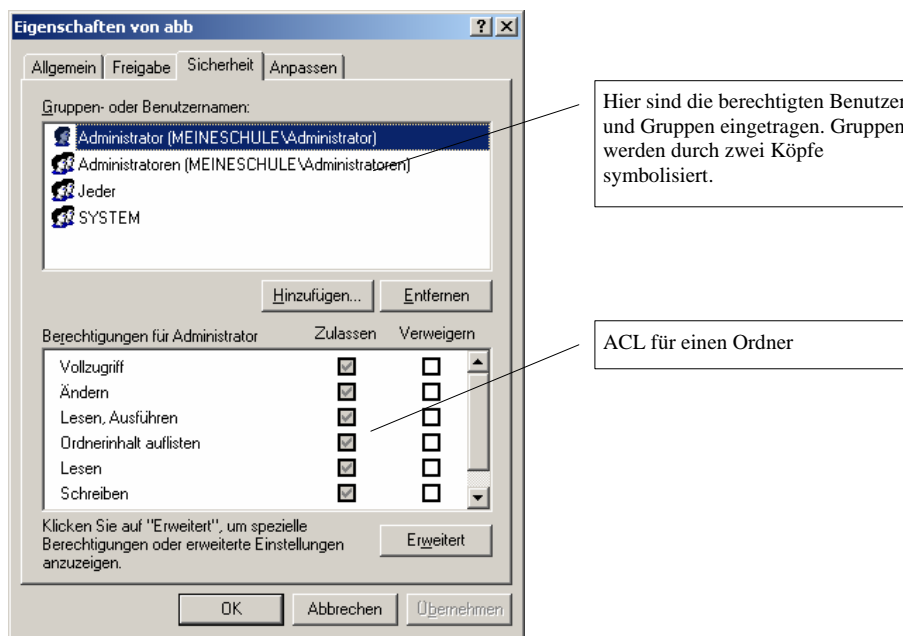 Eigenschaften von abb
Allgemein Freigabe Sicherheit Anpassen
Gruppen- oder Benutzernamen:
Administrator (MEINESCHULE\Administrator)
Administratoren (MEINESCHULE\Administratoren)
Jeder
SYSTEM
Hinzufügen... Entfernen
Berechtigungen für Administrator Zulassen Verweigern
Vollzugriff
Ändern
Lesen, Ausführen
Ordnerinhalt auflisten
Lesen
Schreiben
Klicken Sie auf "Erweitert", um spezielle
Berechtigungen oder erweiterte Einstellungen
anzuzeigen.
Erweitert
OK Abbrechen Übernehmen
Hier sind die berechtigten Benutzer
und Gruppen eingetragen. Gruppen
werden durch zwei Köpfe
symbolisiert.
ACL für einen Ordner